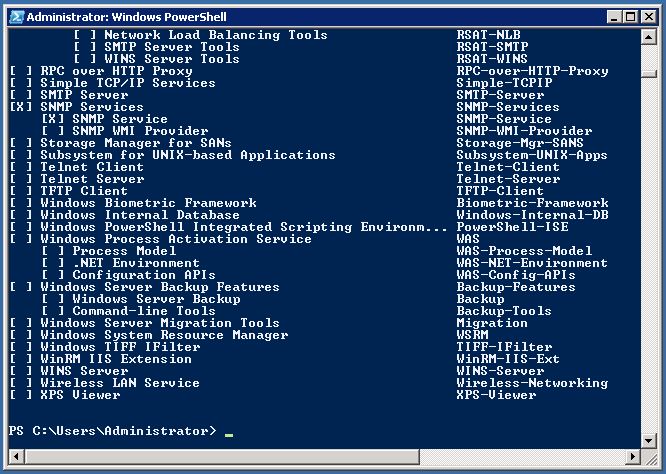 Administrator: Windows PowerShell
[ ] Network Load Balancing Tools RSAT-NLB
[ ] SMTP Server Tools RSAT-SMTP
[ ] WINS Server Tools RSAT-WINS
[ ] RPC over HTTP Proxy RPC-over-HTTP-Proxy
[ ] Simple TCP/IP Services Simple-TCPIP
[ ] SMTP Server SMTP-Server
[X] SNMP Services SNMP-Services
[X] SNMP Service SNMP-Service
[ ] SNMP WMI Provider SNMP-WMI-Provider
[ ] Storage Manager for SANs Storage-Mgr-SANS
[ ] Subsystem for UNIX-based Applications Subsystem-UNIX-Apps
[ ] Telnet Client Telnet-Client
[ ] Telnet Server Telnet-Server
[ ] TFTP Client TFTP-Client
[ ] Windows Biometric Framework Biometric-Framework
[ ] Windows Internal Database Windows-Internal-DB
[ ] Windows PowerShell Integrated Scripting Environm... PowerShell-ISE
[ ] Windows Process Activation Service WAS
[ ] Process Model WAS-Process-Model
[ ] .NET Environment WAS-NET-Environment
[ ] Configuration APIs WAS-Config-APIs
[ ] Windows Server Backup Features Backup-Features
[ ] Windows Server Backup Backup
[ ] Command-line Tools Backup-Tools
[ ] Windows Server Migration Tools Migration
[ ] Windows System Resource Manager WSRM
[ ] Windows TIFF IFilter TIFF-IFilter
[ ] WinRM IIS Extension WinRM-IIS-Ext
[ ] WINS Server WINS-Server
[ ] Wireless LAN Service Wireless-Networking
[ ] XPS Viewer XPS-Viewer
PS C:\Users\Administrator> _